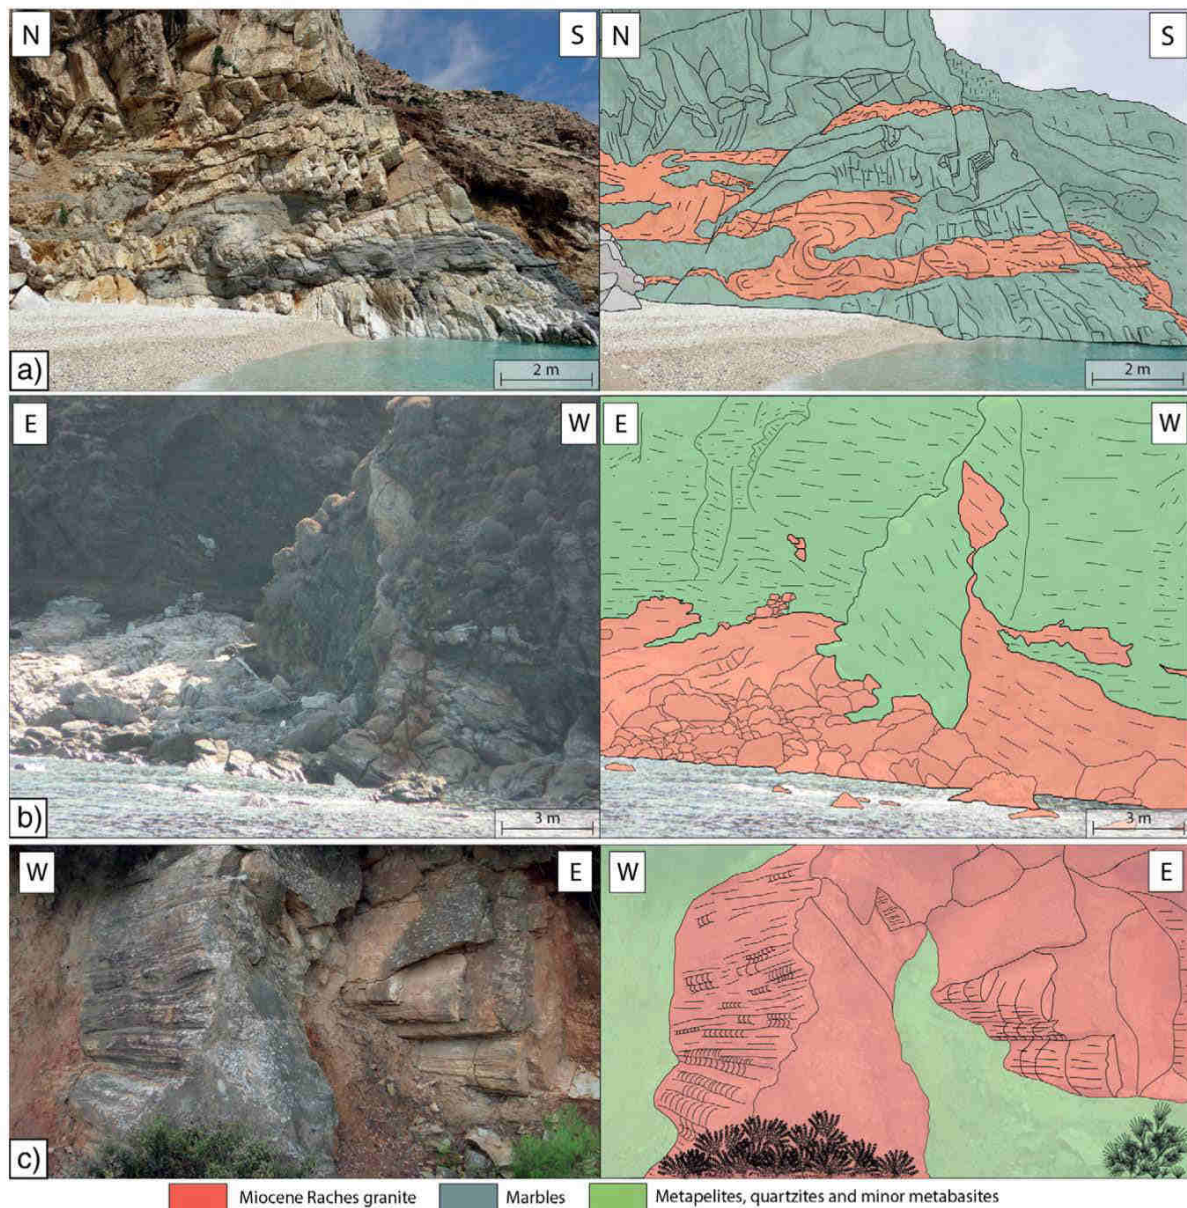 N S N S
2 m 2 m
a)
E W E W
3 m 3 m
b)
W E W E
c)
Miocene Raches granite Marbles Metapelites, quartzites and minor metabasites